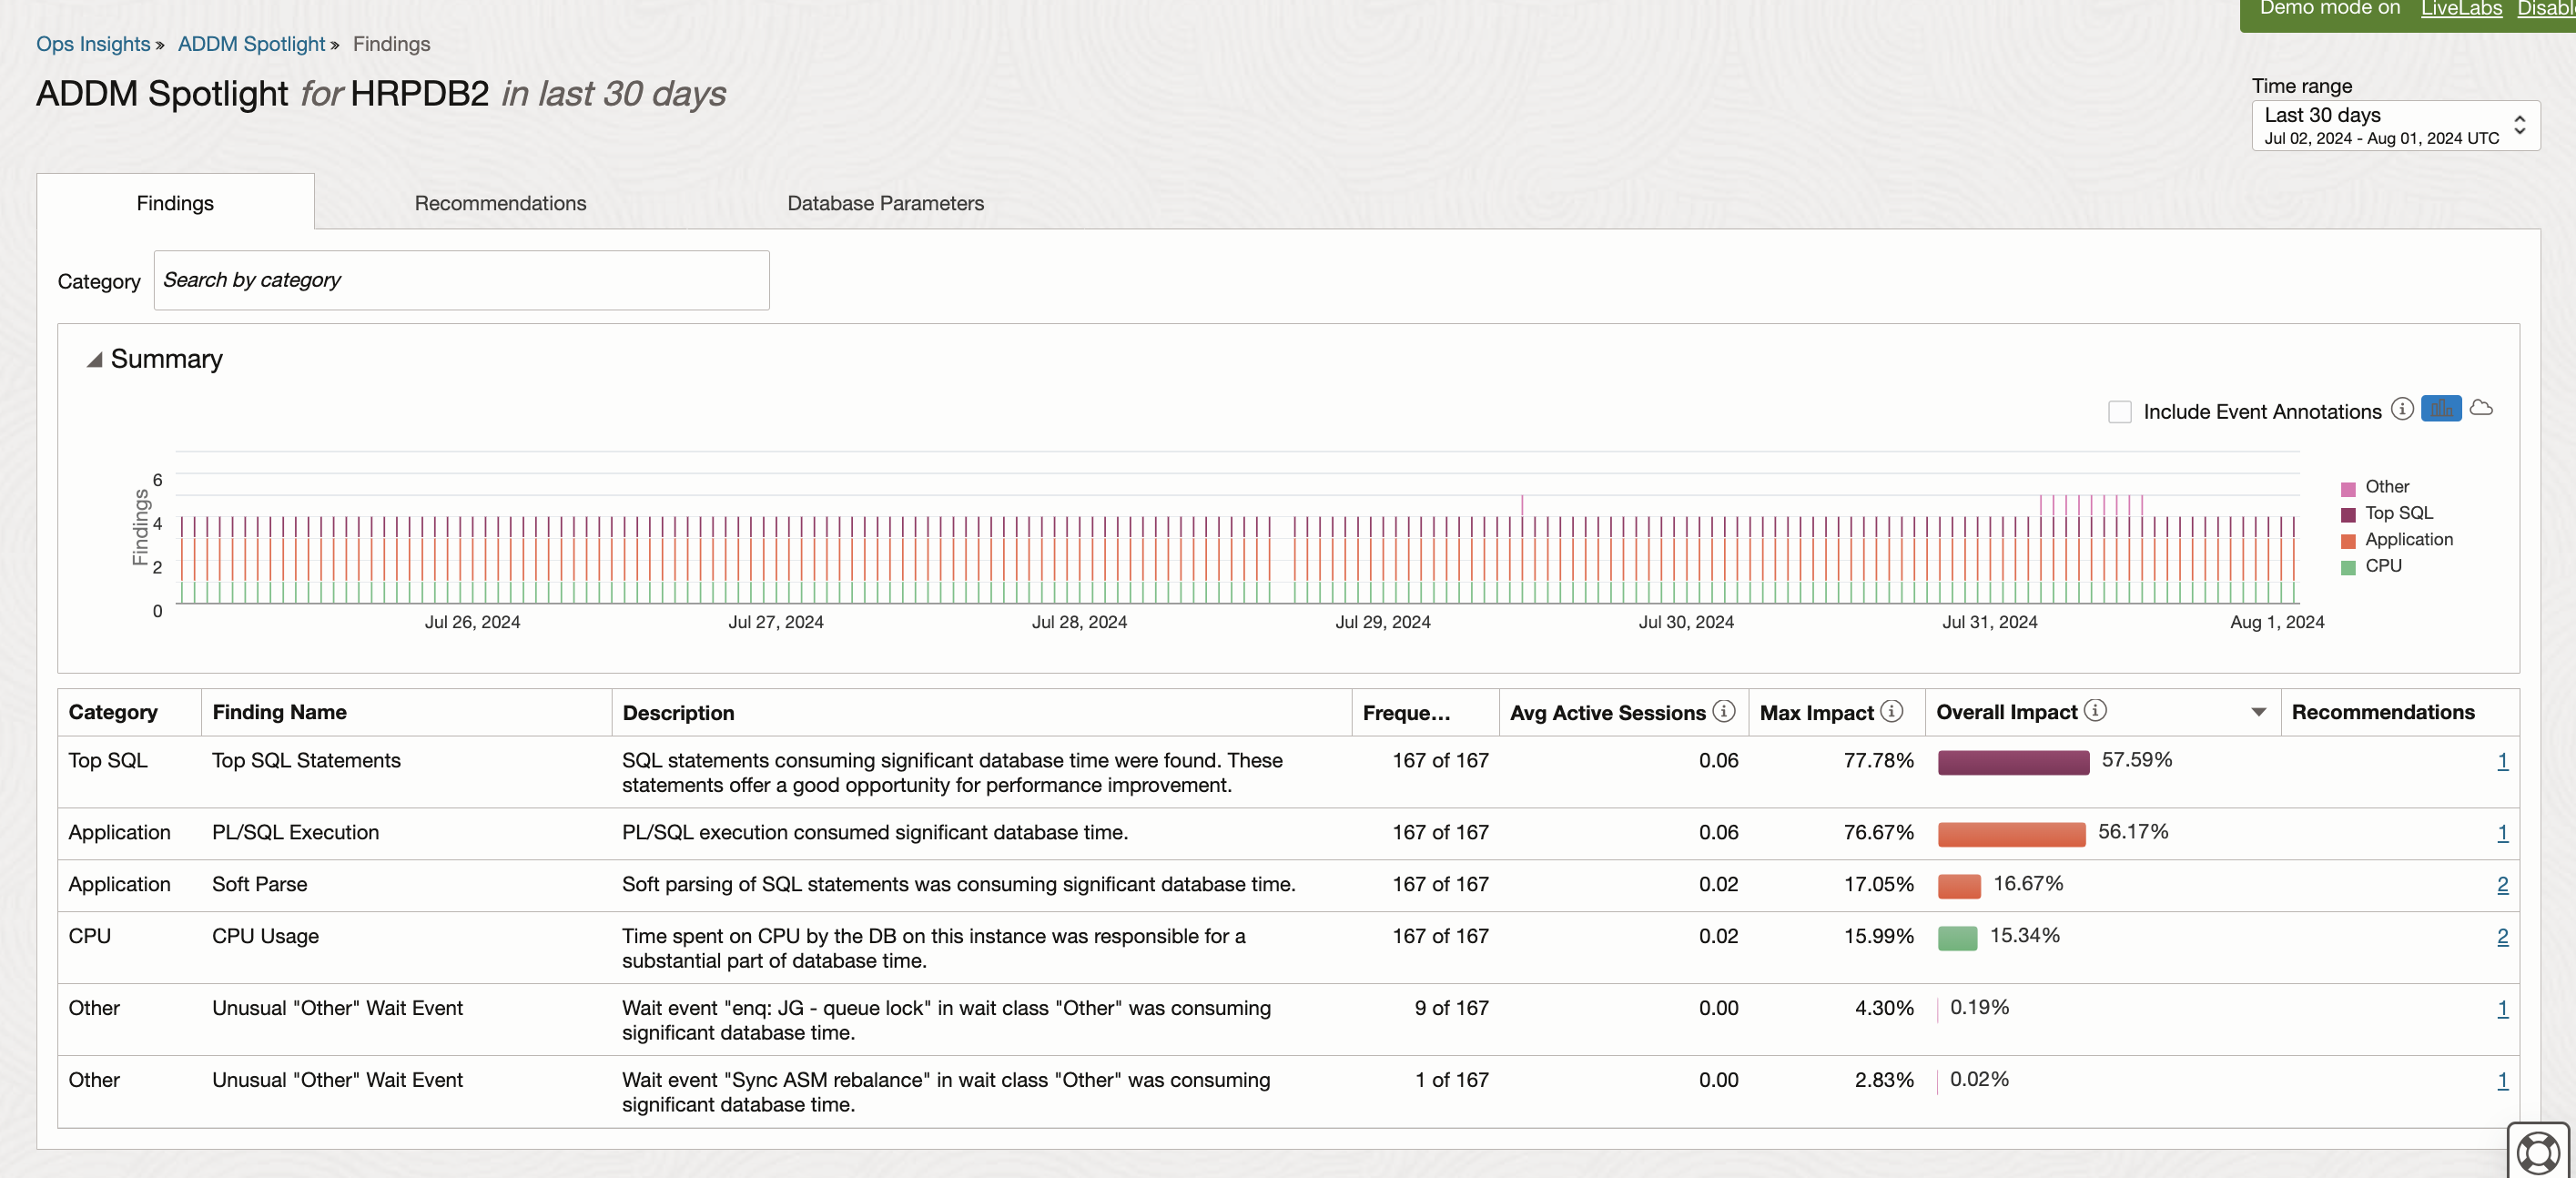 Demo mode on LiveLabs
Ops Insights » ADDM Spotlight » Findings
ADDM Spotlight for HRPDB2 in last 30 days
Time range
Last 30 days
Jul 02, 2024 - Aug 01, 2024 UTC
Findings Recommendations Database Parameters
Category Search by category
Summary
Include Event Annotations
Findings
6
4
2
0
Jul 26, 2024 Jul 27, 2024 Jul 28, 2024 Jul 29, 2024 Jul 30, 2024 Jul 31, 2024 Aug 1, 2024
Other
Top SQL
Application
CPU
Category Finding Name Description Freque... Avg Active Sessions Max Impact Overall Impact Recommendations
Top SQL Top SQL Statements SQL statements consuming significant database time were found. These 167 of 167 0.06 77.78% 57.59% 1
statements offer a good opportunity for performance improvement.
Application PL/SQL Execution PL/SQL execution consumed significant database time. 167 of 167 0.06 76.67% 56.17% 1
Application Soft Parse Soft parsing of SQL statements was consuming significant database time. 167 of 167 0.02 17.05% 16.67% 2
CPU CPU Usage Time spent on CPU by the DB on this instance was responsible for a 167 of 167 0.02 15.99% 15.34% 2
substantial part of database time.
Other Unusual "Other" Wait Event Wait event "enq: JG - queue lock" in wait class "Other" was consuming 9 of 167 0.00 4.30% 0.19% 1
significant database time.
Other Unusual "Other" Wait Event Wait event "Sync ASM rebalance" in wait class "Other" was consuming 1 of 167 0.00 2.83% 0.02% 1
significant database time.